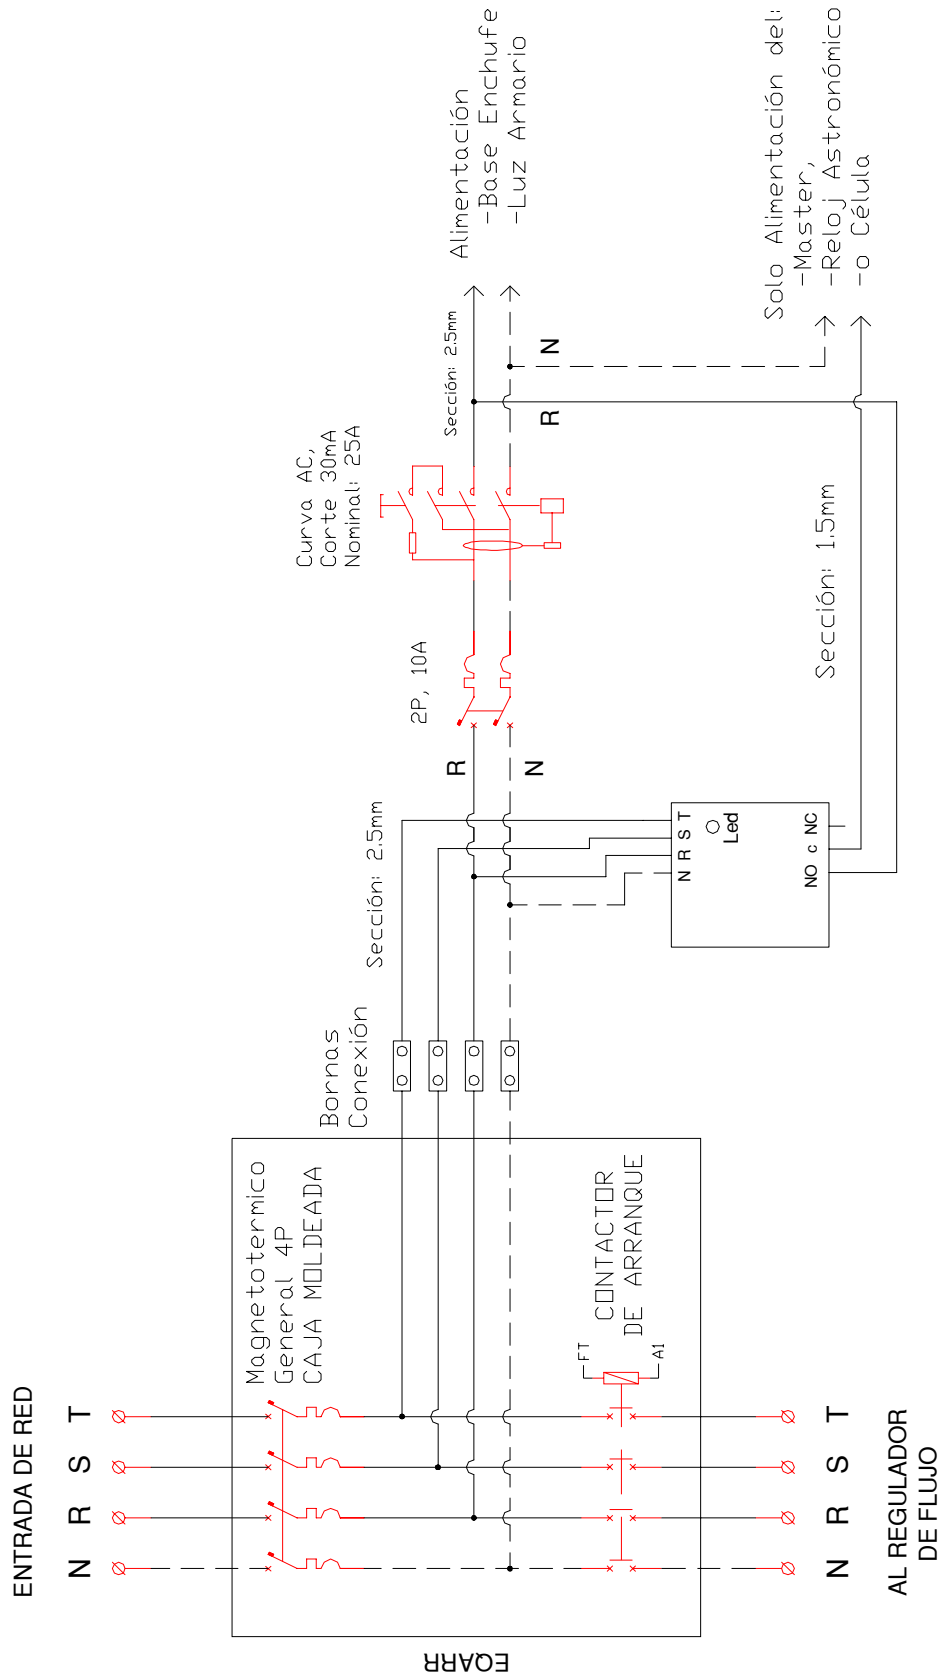 ENTRADA DE RED
N
R
S
T
Magnetotermico
General 4P
CAJA MOLDEADA
CONTACTOR
DE ARRANQUE
FT
A1
N
R
S
T
AL REGULADOR
DE FLUJO
EQARR
Bornas
Conexión
Sección: 2.5mm
R
N
N R S T
Led
NO c NC
2P, 10A
Curva AC,
Corte 30mA
Nominal: 25A
Sección: 2.5mm
R
N
Sección: 1.5mm
Alimentación
-Base Enchufe
-Luz Armario
Solo Alimentación del:
-Master,
-Reloj Astronómico
-o Célula